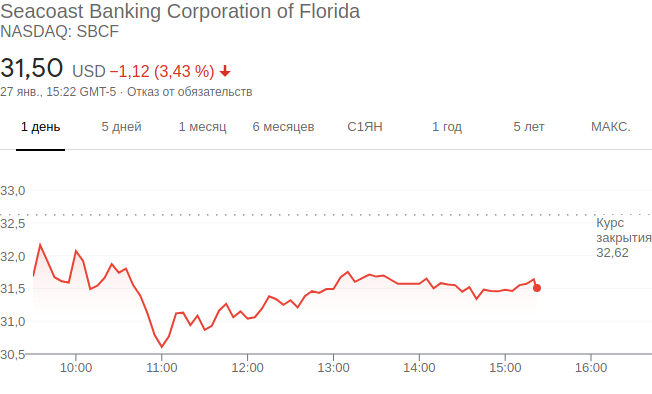 Seacoast Banking Corporation of Florida
NASDAQ: SBCF
31,50 USD −1,12 (3,43 %)
27 янв., 15:22 GMT-5 · Отказ от обязательств
1 день 5 дней 1 месяц 6 месяцев С1ЯН 1 год 5 лет МАКС.
33,0
32,5
Курс
закрытия
32,62
32,0
31,5
31,0
30,5
10:00 11:00 12:00 13:00 14:00 15:00 16:00